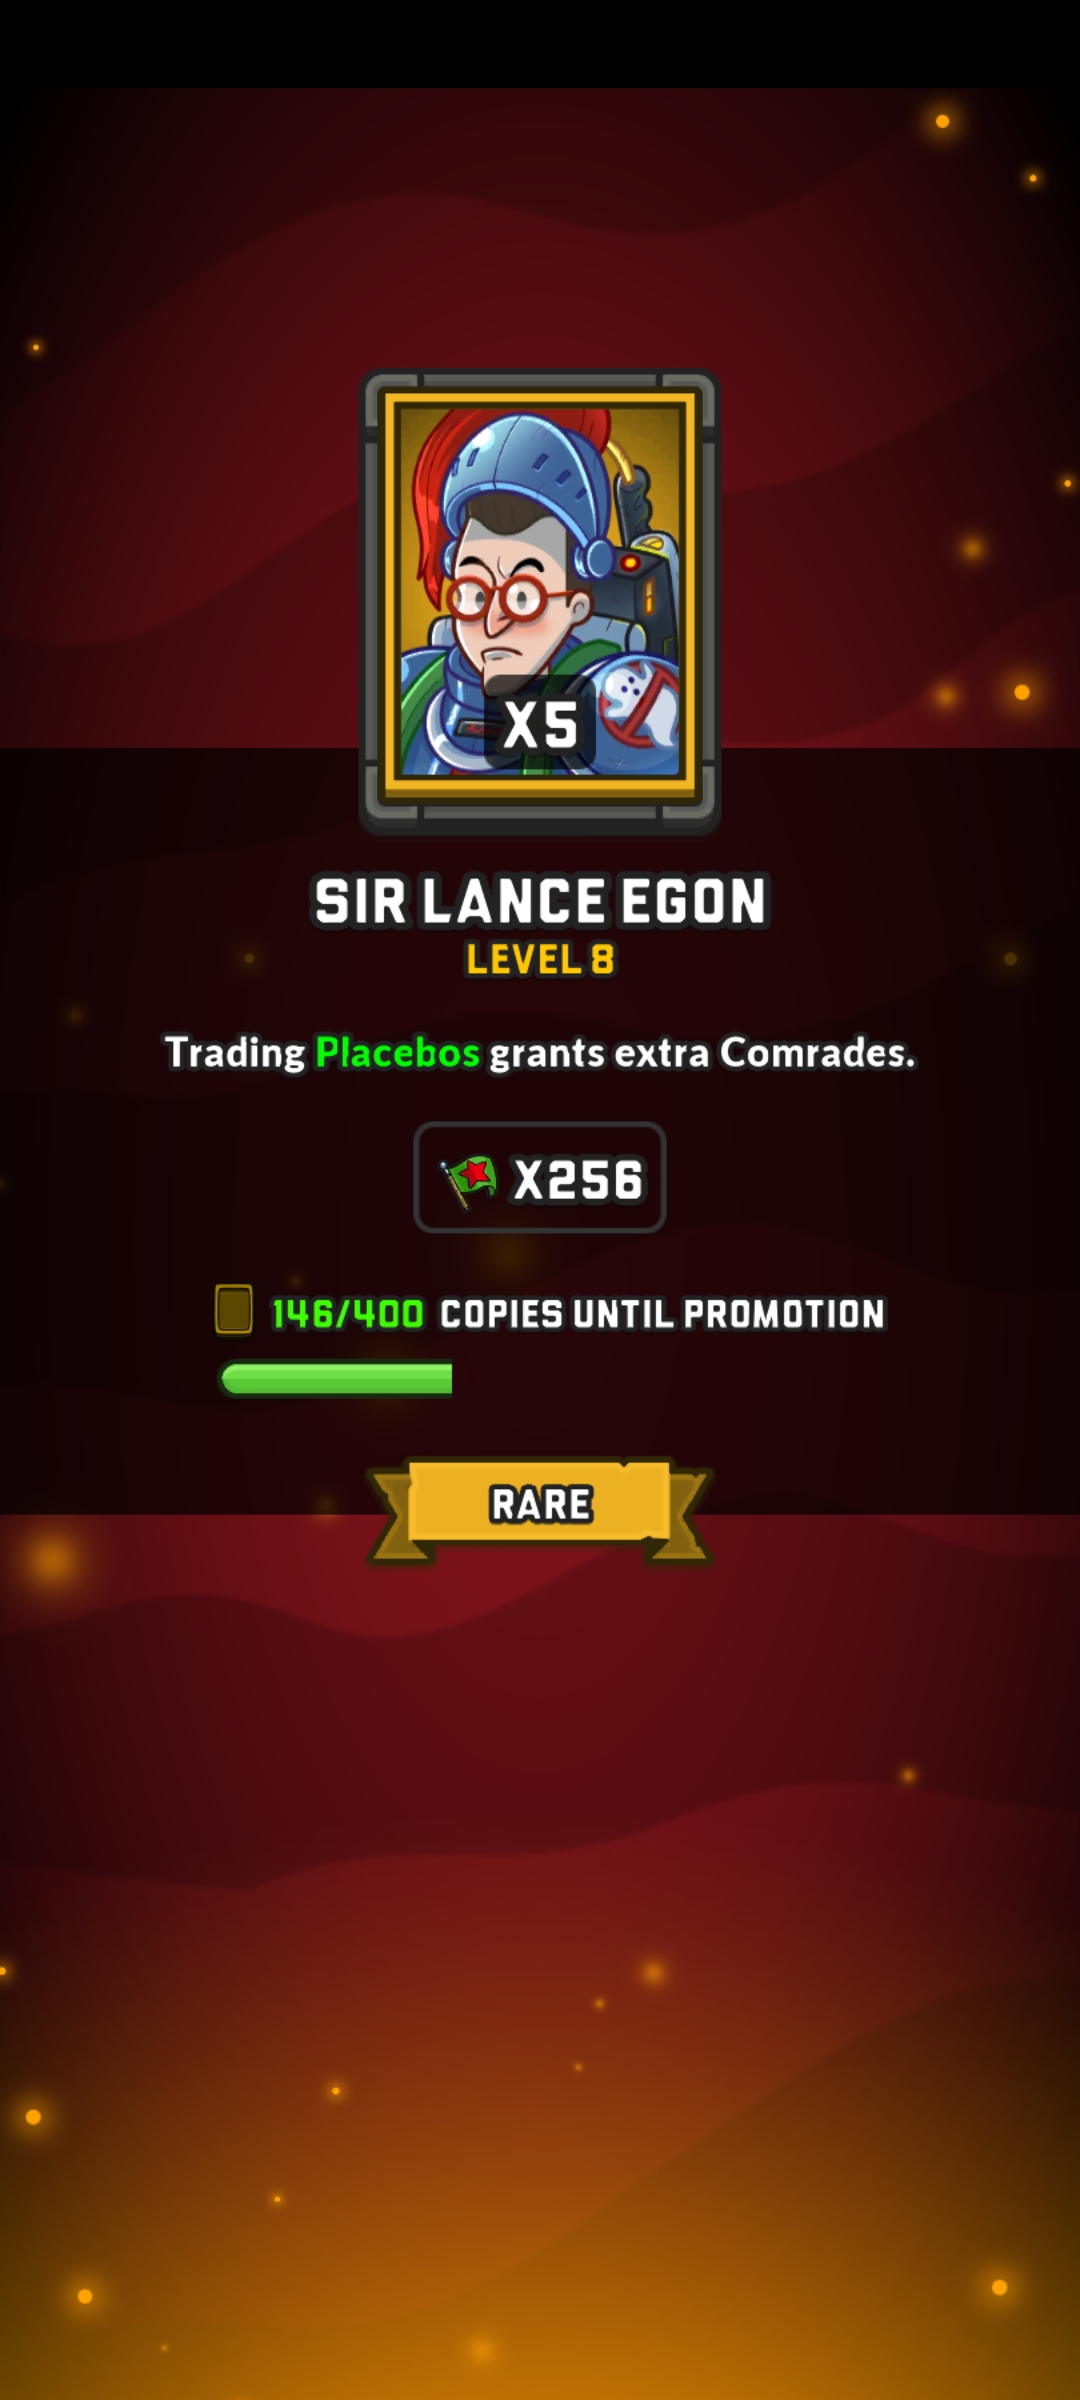 X5
SIR LANCE EGON
LEVEL 8
Trading Placebos grants extra Comrades.
X256
146/400 COPIES UNTIL PROMOTION
RARE